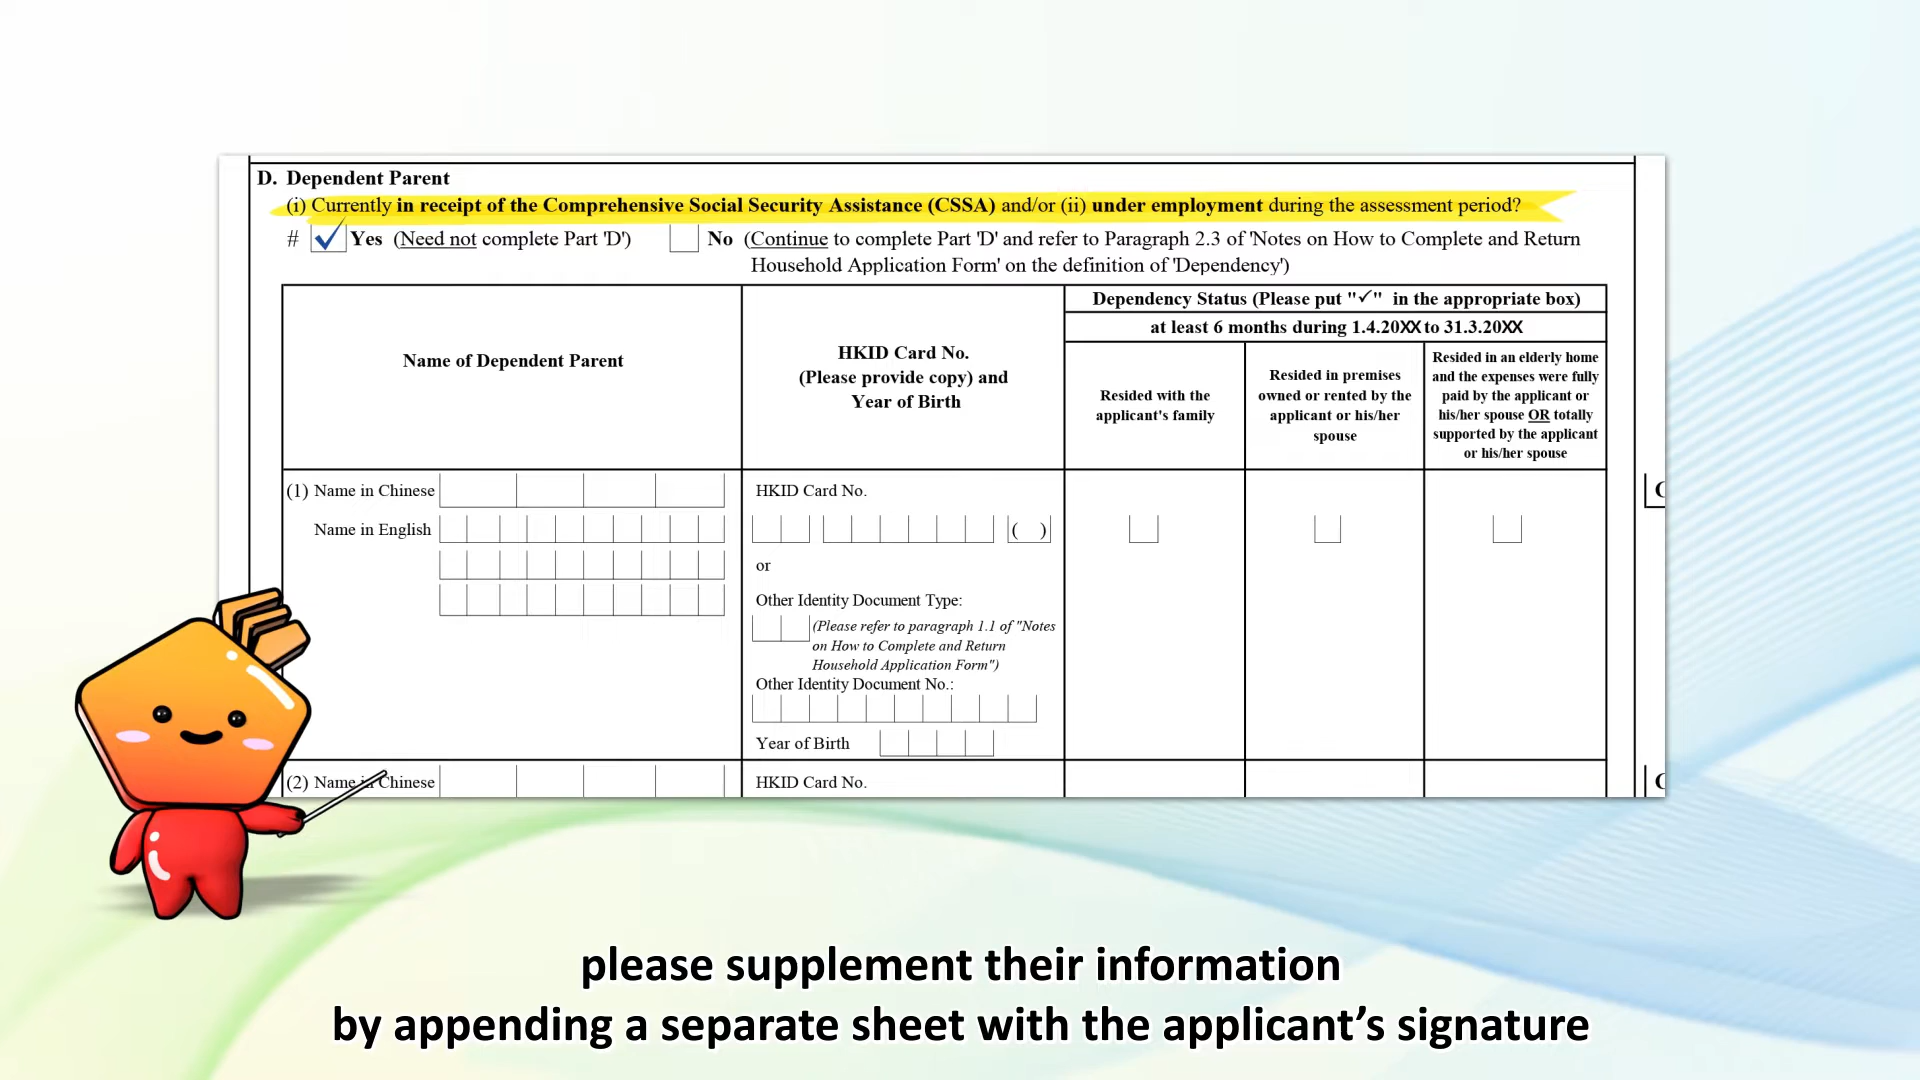 D. Dependent Parent
(i) Currently in receipt of the Comprehensive Social Security Assistance (CSSA) and/or (ii) under employment during the assessment period?
# ✓ Yes (Need not complete Part 'D') No (Continue to complete Part 'D' and refer to Paragraph 2.3 of 'Notes on How to Complete and Return
Household Application Form' on the definition of 'Dependency')
Name of Dependent Parent
HKID Card No.
(Please provide copy) and
Year of Birth
Dependency Status (Please put "✓" in the appropriate box)
at least 6 months during 1.4.20XX to 31.3.20XX
Resided with the
applicant's family
Resided in premises
owned or rented by the
applicant or his/her
spouse
Resided in an elderly home
and the expenses were fully
paid by the applicant or
his/her spouse OR totally
supported by the applicant
or his/her spouse
(1) Name in Chinese
Name in English
HKID Card No.
( )
or
Other Identity Document Type:
(Please refer to paragraph 1.1 of "Notes
on How to Complete and Return
Household Application Form")
Other Identity Document No.:
Year of Birth
(2) Name in Chinese
HKID Card No.
please supplement their information
by appending a separate sheet with the applicant's signature